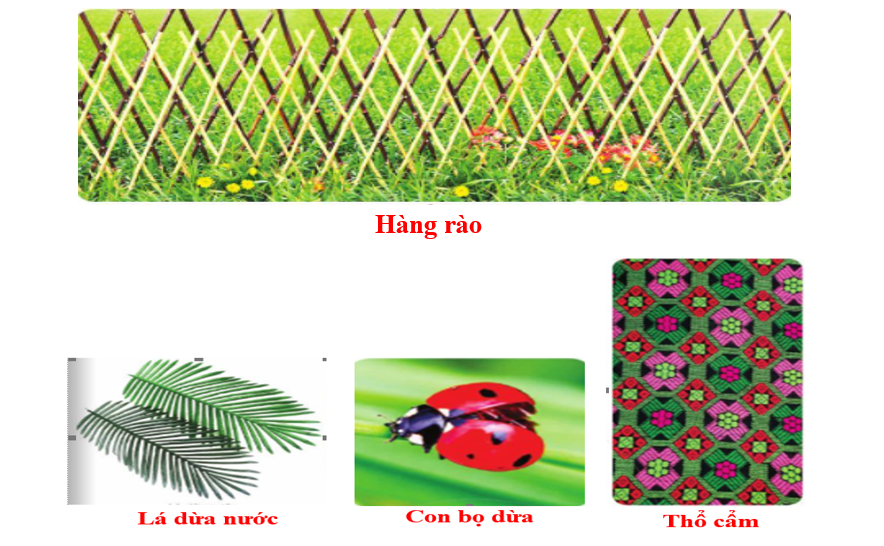 Hàng rào
Lá dừa nước
Con bọ dừa
Thổ cẩm